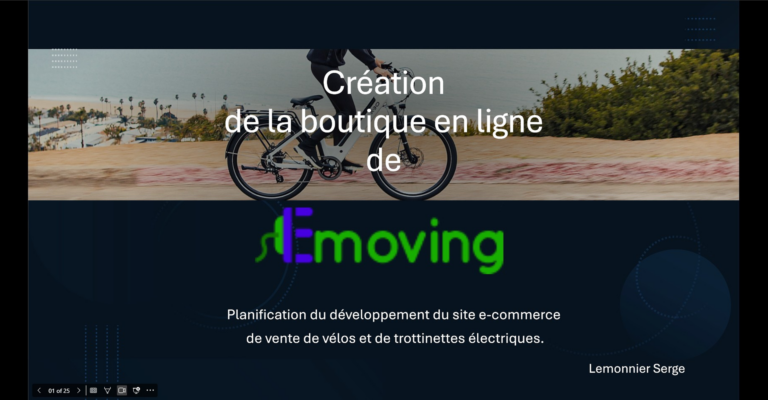 Création
de la boutique en ligne
de
Emoving
Planification du développement du site e-commerce
de vente de vélos et de trottinettes électriques.
Lemonnier Serge
01 of 25